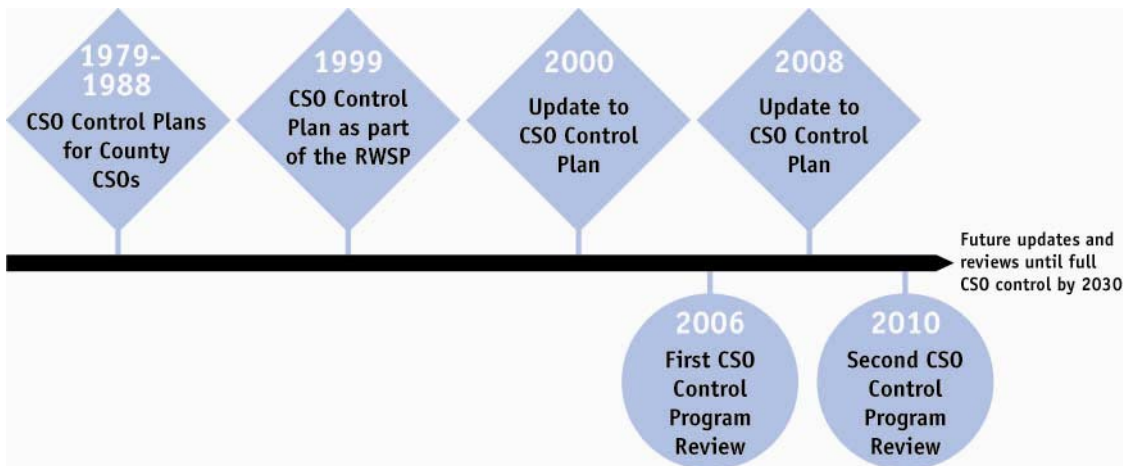 1979-
1988
CSO Control Plans
for County
CSOs
1999
CSO Control
Plan as part
of the RWSP
2000
Update to
CSO Control
Plan
2008
Update to
CSO Control
Plan
Future updates and
reviews until full
CSO control by 2030
2006
First CSO
Control
Program
Review
2010
Second CSO
Control
Program
Review